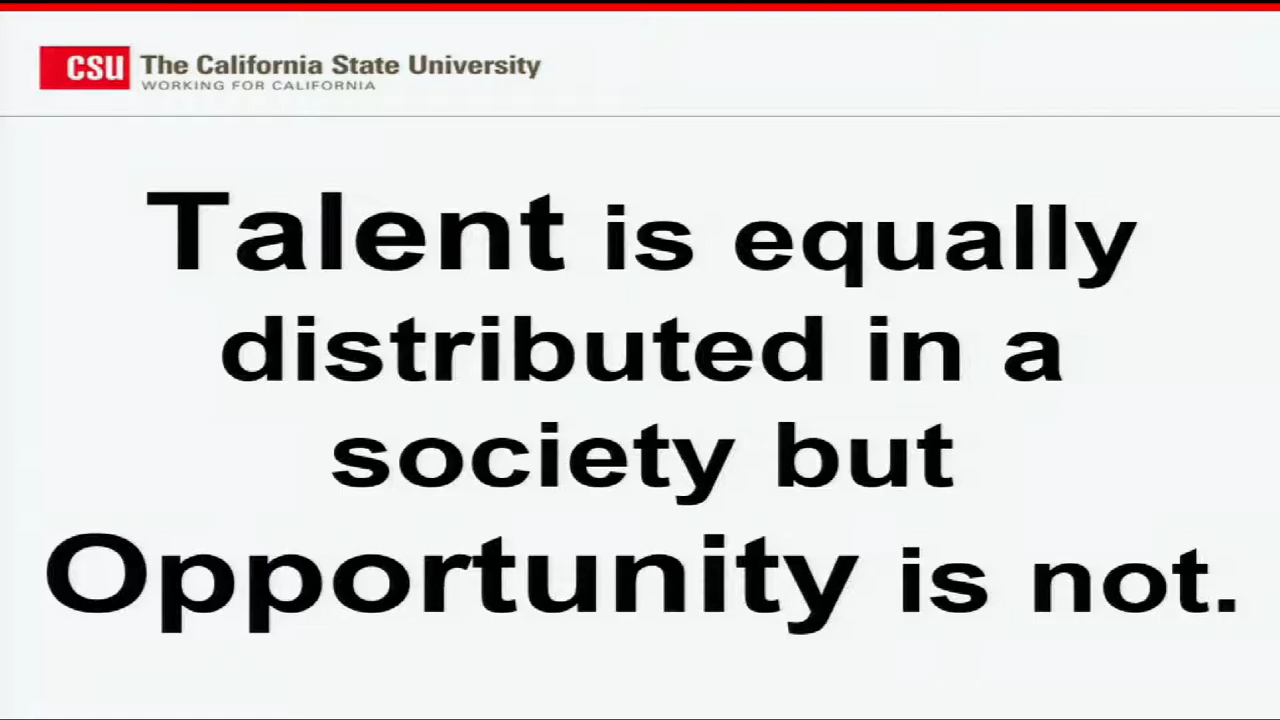 CSU The California State University
WORKING FOR CALIFORNIA
Talent is equally
distributed in a
society but
Opportunity is not.